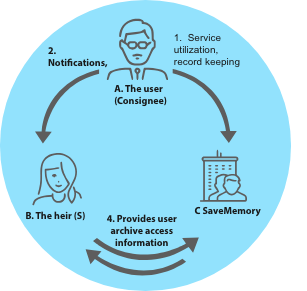 1. Service
utilization,
record keeping
2.
Notifications,
A. The user
(Consignee)
B. The heir (S)
C SaveMemory
4. Provides user
archive access
information